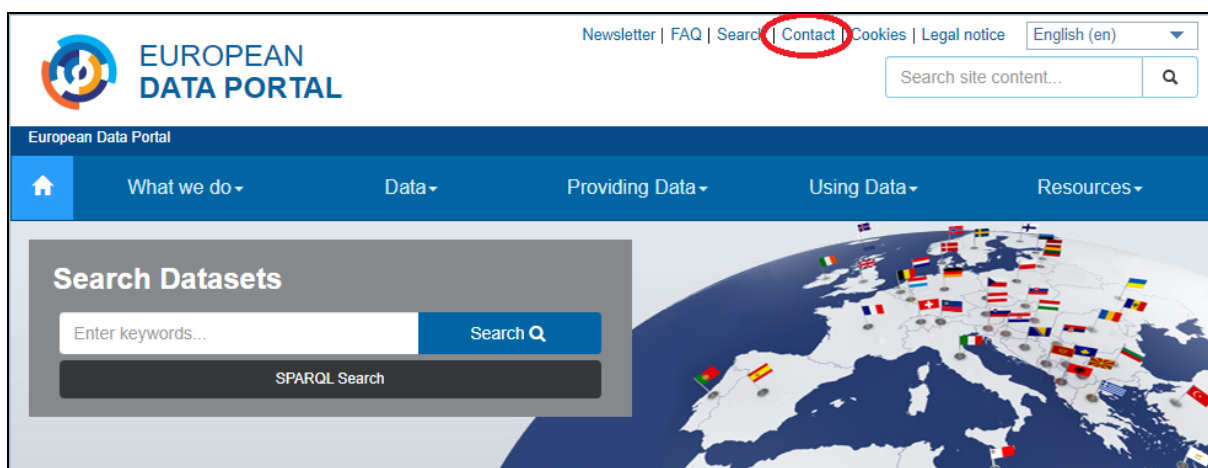 Newsletter | FAQ | Search | Contact | Cookies | Legal notice English (en)
EUROPEAN
DATA PORTAL
Search site content...
European Data Portal
What we do Data Providing Data Using Data Resources
Search Datasets
Enter keywords... Search
SPARQL Search